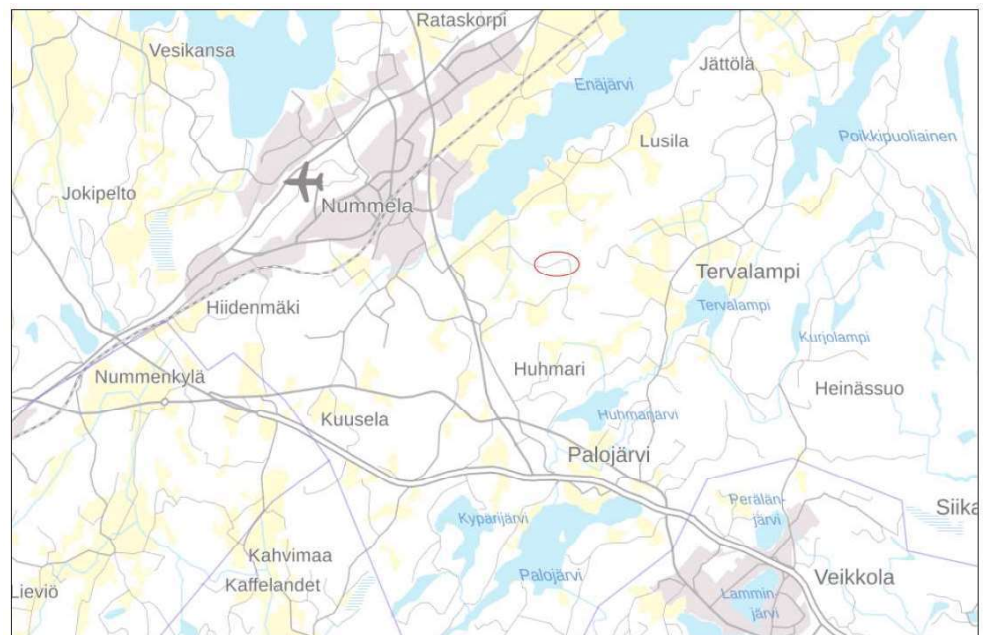 Rataskorpi
Vesikansa
Jättölä
Enäjärvi
Lusila
Poikkipuoliainen
Jokipelto
Nummela
Tervalampi
Tervalampi
Hiidenmäki
Kurjolampi
Huhmari
Nummenkylä
Heinässuo
Huhmarjärvi
Kuusela
Palojärvi
Perälän-
järvi
Siika
Kyparijärvi
Kahvimaa
Palojärvi
Veikkola
Kaffelandet
Lieviö
Lammin-
järvi